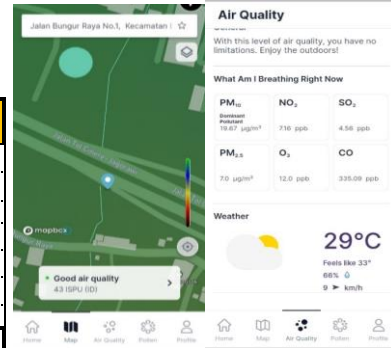 Jalan Bungur Raya No.1, Kecamatan
mapbox
Good air quality
43 ISPU (ID)
Home
Map
Air Quality
Pollen
Profile
Air Quality
General
With this level of air quality, you have no
limitations. Enjoy the outdoors!
What Am I Breathing Right
Now
PM₁₀
Dominant
Pollutant
19.67 µg/m³
NO₂
7.16 ppb
SO₂
4.56 ppb
PM₂.₅
7.0 µg/m³
O₃
12.0 ppb
CO
335.09 ppb
Weather
29°C
Feels like 33°
66%
9 km/h
Home
Map
Air Quality
Pollen
Profile